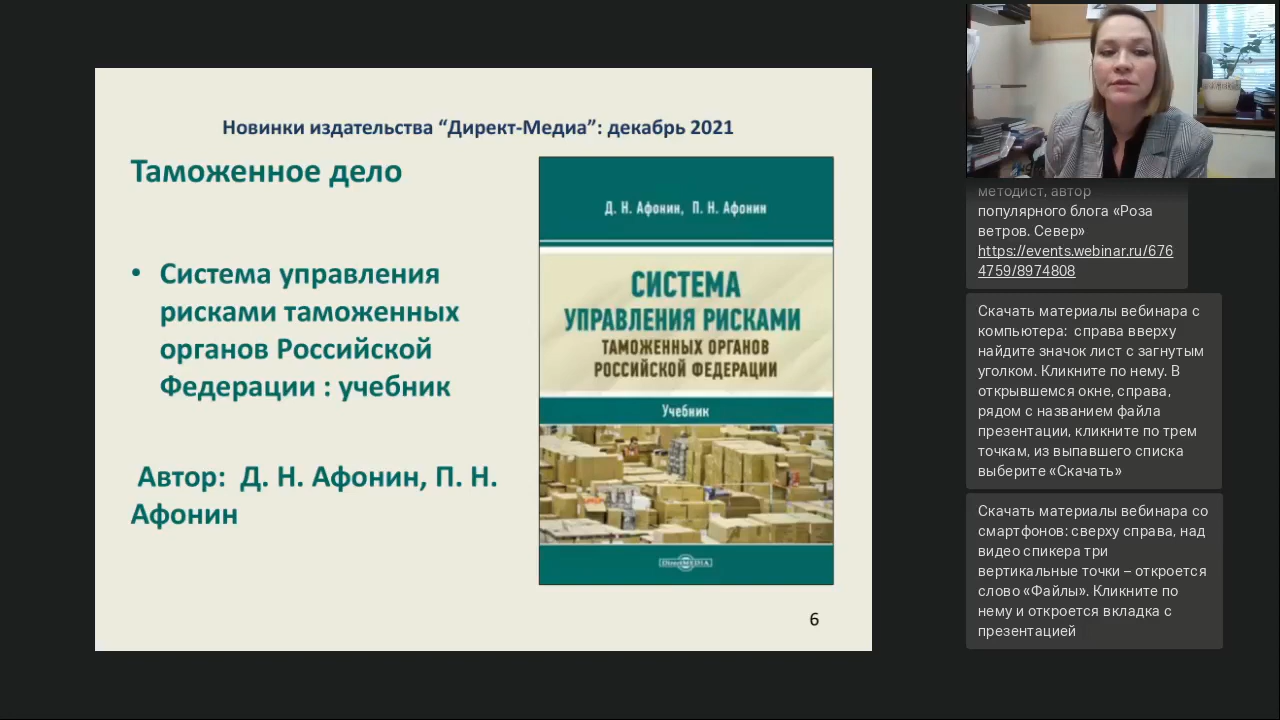 Новинки издательства “Директ-Медиа”: декабрь 2021
Таможенное дело
• Система управления
рисками таможенных
органов Российской
Федерации : учебник
Автор:  Д. Н. Афонин, П. Н.
Афонин
Д. Н. Афонин, П. Н. Афонин
СИСТЕМА
УПРАВЛЕНИЯ РИСКАМИ
ТАМОЖЕННЫХ ОРГАНОВ
РОССИЙСКОЙ ФЕДЕРАЦИИ
Учебник
DirectMEDIA
6
методист, автор
популярного блога «Роза
ветров. Север»
https://events.webinar.ru/676
4759/8974808
Скачать материалы вебинара с
компьютера:  справа вверху
найдите значок лист с загнутым
уголком. Кликните по нему. В
открывшемся окне, справа,
рядом с названием файла
презентации, кликните по трем
точкам, из выпавшего списка
выберите «Скачать»
Скачать материалы вебинара со
смартфонов: сверху справа, над
видео спикера три
вертикальные точки – откроется
слово «Файлы». Кликните по
нему и откроется вкладка с
презентацией